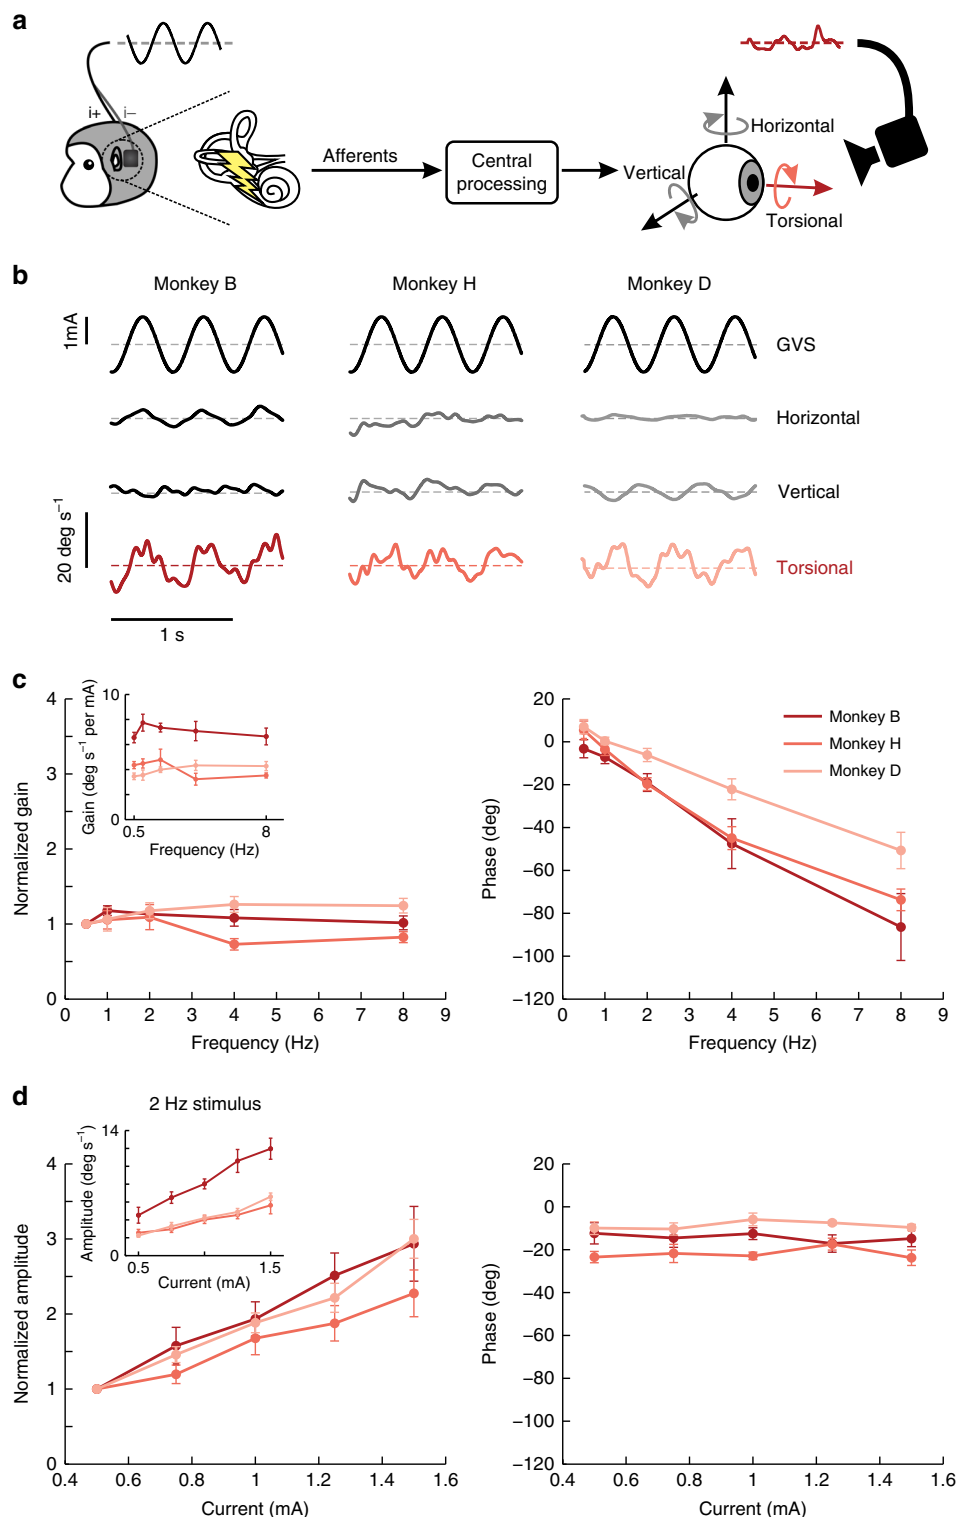 a
i+ i−
Afferents
Central
processing
Horizontal
Vertical
Torsional
b
Monkey B Monkey H Monkey D
1mA
GVS
Horizontal
Vertical
20 deg s−1
Torsional
1 s
c
Normalized gain
4
3
2
1
0
0 1 2 3 4 5 6 7 8 9
Frequency (Hz)
Gain (deg s−1 per mA)
10
0
0.5 8
Frequency (Hz)
Phase (deg)
20
0
−20
−40
−60
−80
−100
−120
0 1 2 3 4 5 6 7 8 9
Frequency (Hz)
Monkey B
Monkey H
Monkey D
d
2 Hz stimulus
Normalized amplitude
4
3
2
1
0
0.4 0.6 0.8 1 1.2 1.4 1.6
Current (mA)
Amplitude (deg s−1)
14
0
0.5 1.5
Current (mA)
Phase (deg)
20
0
−20
−40
−60
−80
−100
−120
0.4 0.6 0.8 1 1.2 1.4 1.6
Current (mA)